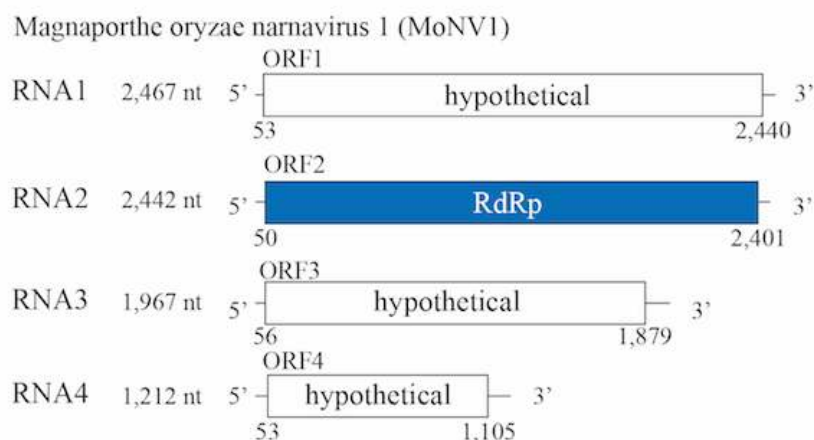 Magnaporthe oryzae narnavirus 1 (MoNV1)
ORF1
RNA1 2,467 nt 5’ hypothetical 3’
53 2,440
ORF2
RNA2 2,442 nt 5’ RdRp 3’
50 2,401
ORF3
RNA3 1,967 nt 5’ hypothetical 3’
56 1,879
ORF4
RNA4 1,212 nt 5’ hypothetical 3’
53 1,105